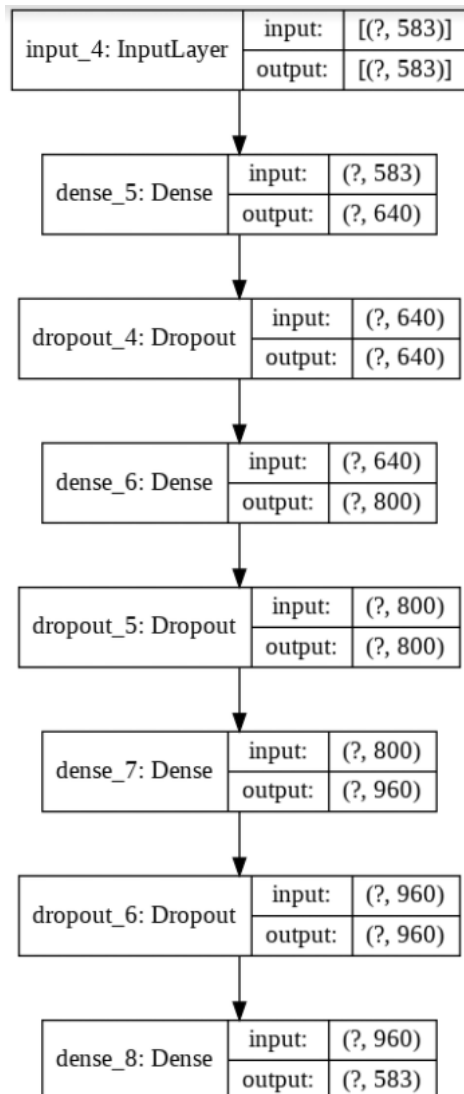 input_4: InputLayer
input: [(?, 583)]
output: [(?, 583)]
dense_5: Dense
input: (?, 583)
output: (?, 640)
dropout_4: Dropout
input: (?, 640)
output: (?, 640)
dense_6: Dense
input: (?, 640)
output: (?, 800)
dropout_5: Dropout
input: (?, 800)
output: (?, 800)
dense_7: Dense
input: (?, 800)
output: (?, 960)
dropout_6: Dropout
input: (?, 960)
output: (?, 960)
dense_8: Dense
input: (?, 960)
output: (?, 583)